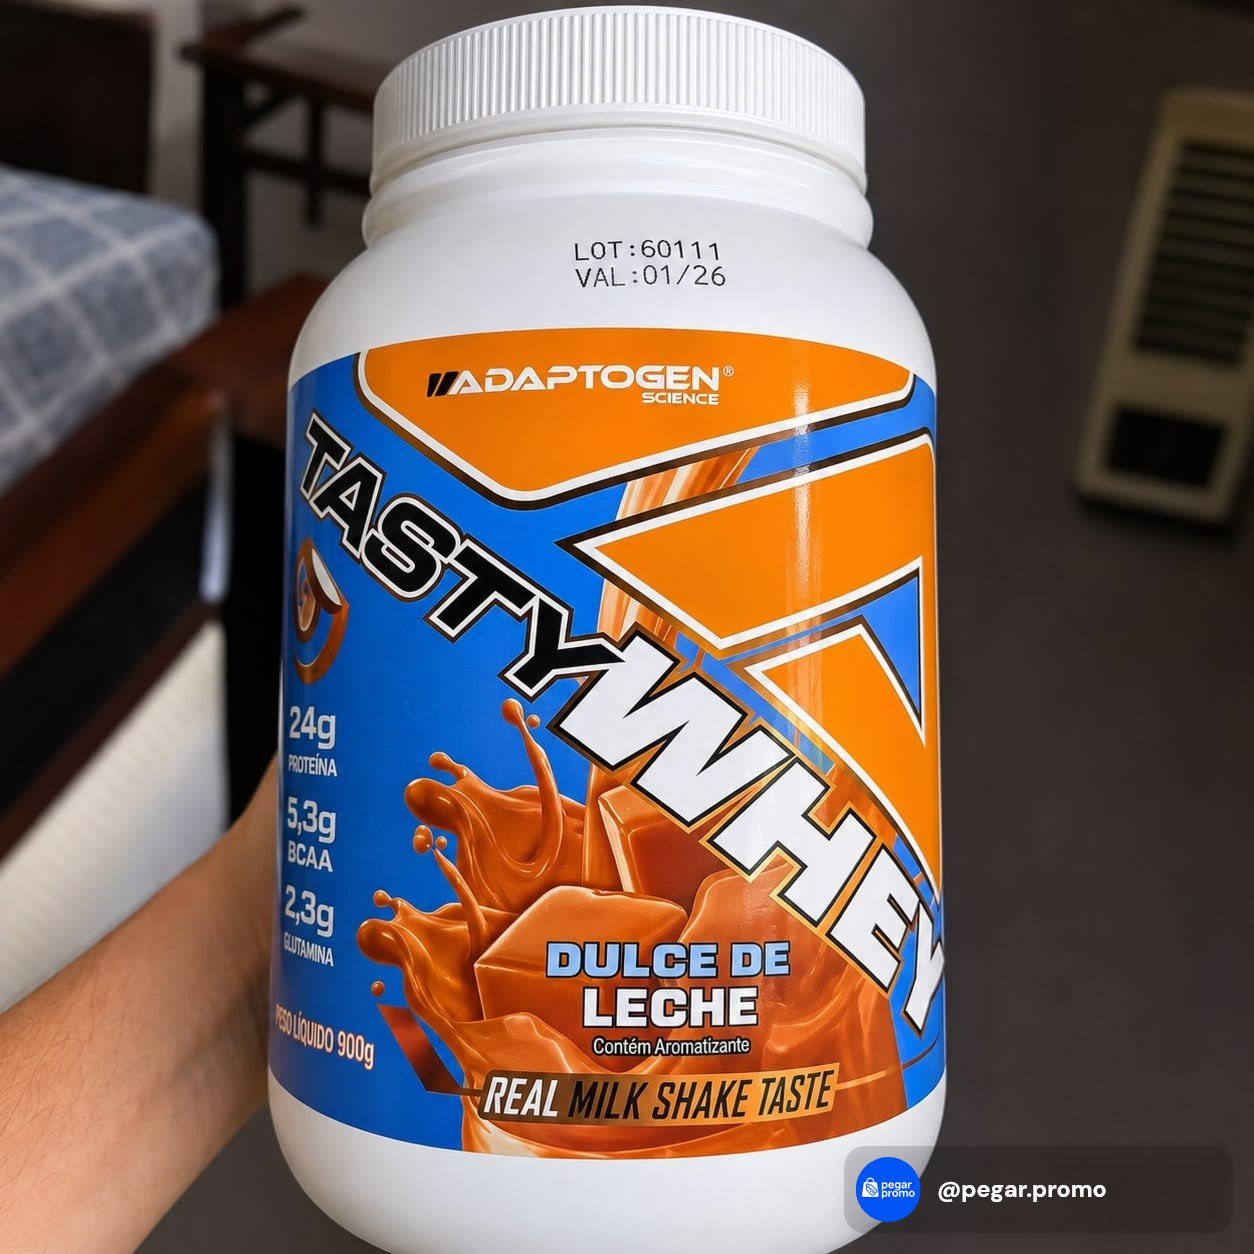 LOT:60111
VAL:01/26
ADAPTOGEN®
SCIENCE
TASTY
WHEY
24g
PROTEÍNA
5,3g
BCAA
2,3g
GLUTAMINA
PESO LÍQUIDO 900g
DULCE DE
LECHE
Contém Aromatizante
REAL MILK SHAKE TASTE
pegar
promo
@pegar.promo